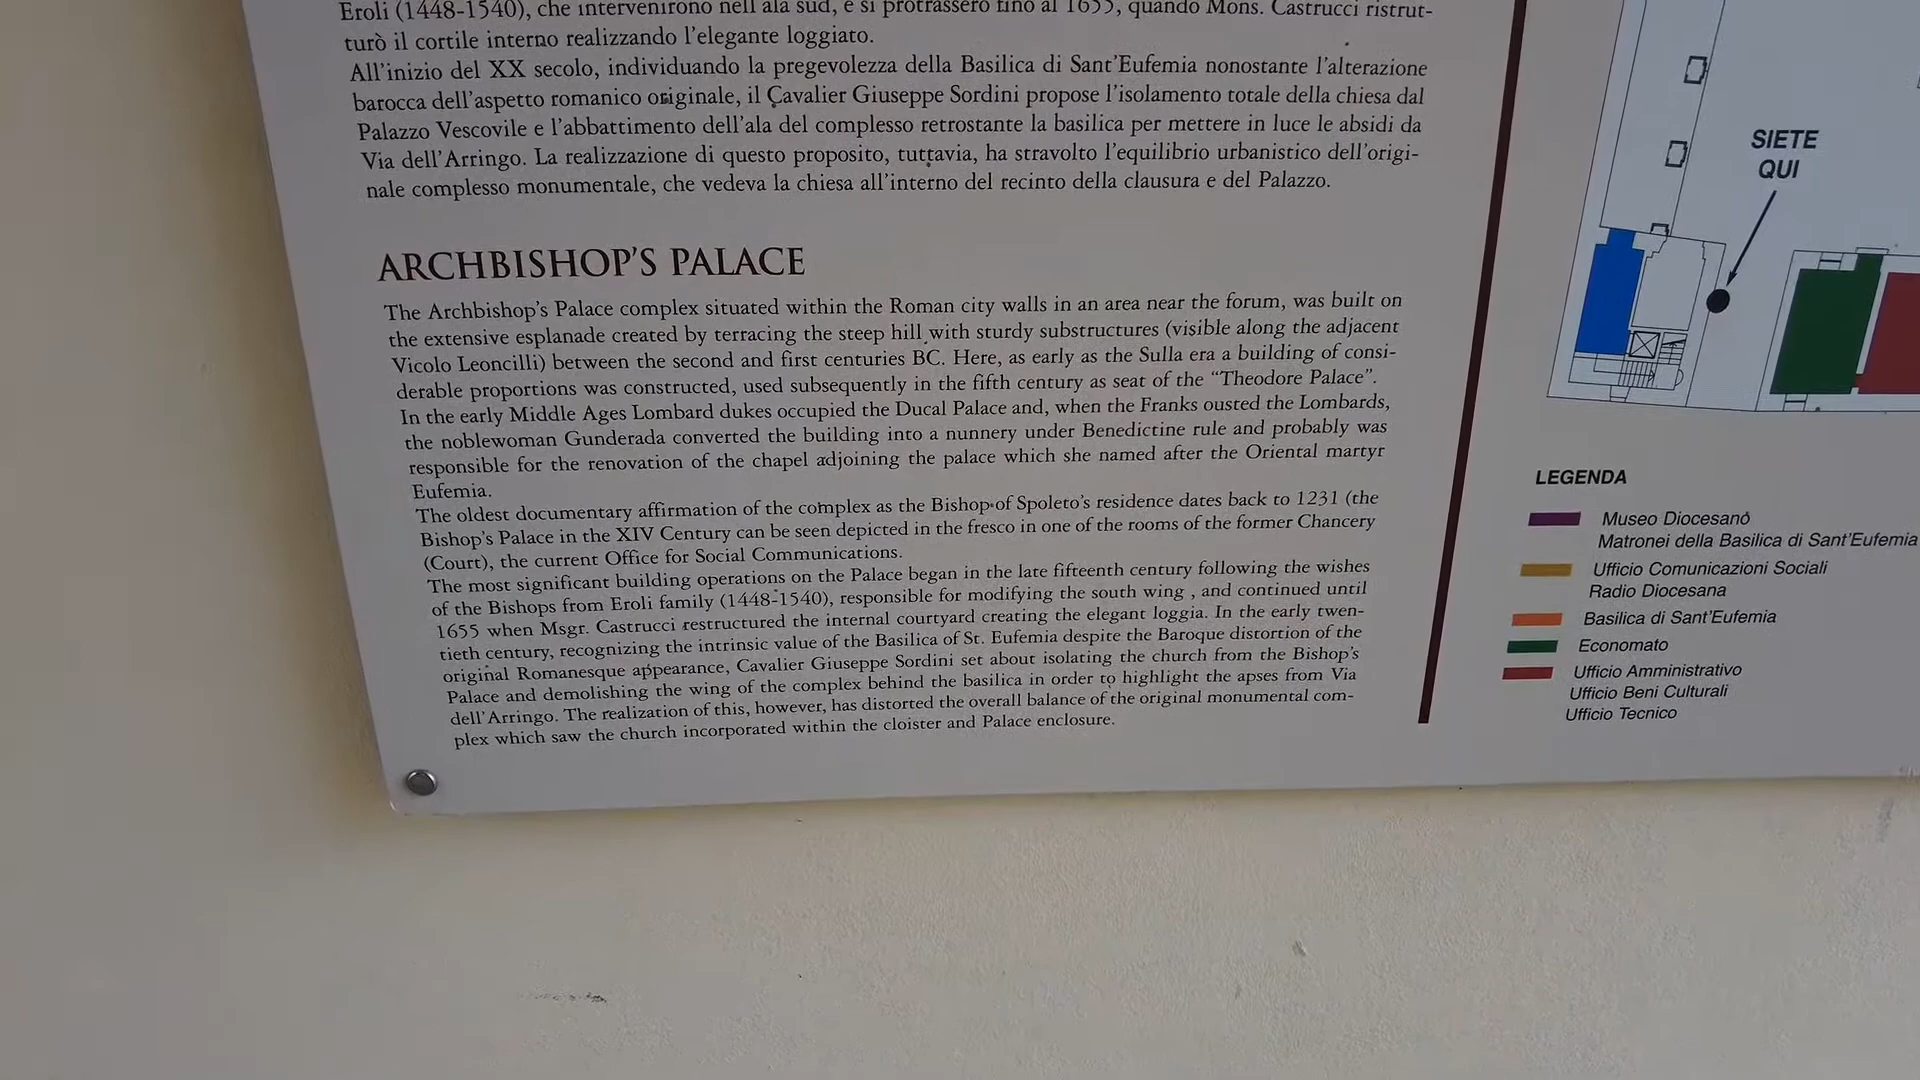 Eroli (1448-1540), che intervenirono nell'ala sud, e si protrassero fino al 1655, quando Mons. Castrucci ristrut-
turò il cortile interno realizzando l'elegante loggiato.
All'inizio del XX secolo, individuando la pregevolezza della Basilica di Sant'Eufemia nonostante l'alterazione
barocca dell'aspetto romanico originale, il Cavalier Giuseppe Sordini propose l'isolamento totale della chiesa dal
Palazzo Vescovile e l'abbattimento dell'ala del complesso retrostante la basilica per mettere in luce le absidi da
Via dell'Arringo. La realizzazione di questo proposito, tuttavia, ha stravolto l'equilibrio urbanistico dell'origi-
nale complesso monumentale, che vedeva la chiesa all'interno del recinto della clausura e del Palazzo.
ARCHBISHOP'S PALACE
The Archbishop's Palace complex situated within the Roman city walls in an area near the forum, was built on
the extensive esplanade created by terracing the steep hill with sturdy substructures (visible along the adjacent
Vicolo Leoncilli) between the second and first centuries BC. Here, as early as the Sulla era a building of consi-
derable proportions was constructed, used subsequently in the fifth century as seat of the “Theodore Palace”.
In the early Middle Ages Lombard dukes occupied the Ducal Palace and, when the Franks ousted the Lombards,
the noblewoman Gunderada converted the building into a nunnery under Benedictine rule and probably was
responsible for the renovation of the chapel adjoining the palace which she named after the Oriental martyr
Eufemia.
The oldest documentary affirmation of the complex as the Bishop of Spoleto's residence dates back to 1231 (the
Bishop's Palace in the XIV Century can be seen depicted in the fresco in one of the rooms of the former Chancery
(Court), the current Office for Social Communications.
The most significant building operations on the Palace began in the late fifteenth century following the wishes
of the Bishops from Eroli family (1448-1540), responsible for modifying the south wing , and continued until
1655 when Msgr. Castrucci restructured the internal courtyard creating the elegant loggia. In the early twen-
tieth century, recognizing the intrinsic value of the Basilica of St. Eufemia despite the Baroque distortion of the
original Romanesque appearance, Cavalier Giuseppe Sordini set about isolating the church from the Bishop's
Palace and demolishing the wing of the complex behind the basilica in order to highlight the apses from Via
dell'Arringo. The realization of this, however, has distorted the overall balance of the original monumental com-
plex which saw the church incorporated within the cloister and Palace enclosure.
SIETE
QUI
LEGENDA
Museo Diocesano
Matronei della Basilica di Sant'Eufemia
Ufficio Comunicazioni Sociali
Radio Diocesana
Basilica di Sant'Eufemia
Economato
Ufficio Amministrativo
Ufficio Beni Culturali
Ufficio Tecnico